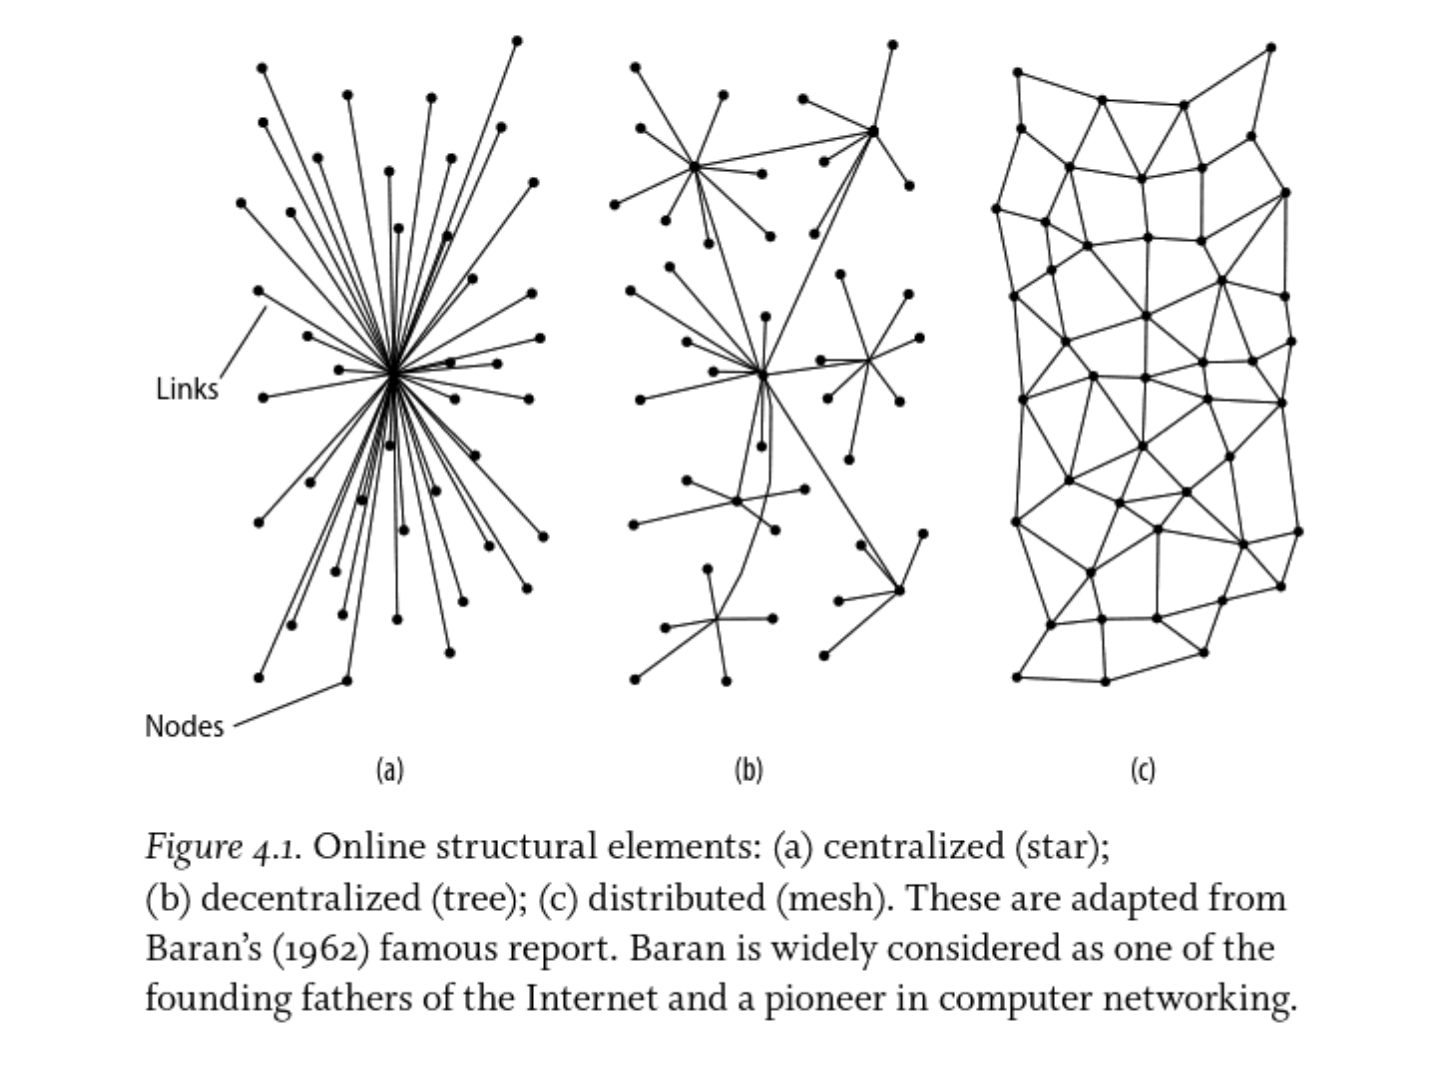 Links
Nodes
(a)
(b)
(c)
Figure 4.1. Online structural elements: (a) centralized (star);
(b) decentralized (tree); (c) distributed (mesh). These are adapted from
Baran’s (1962) famous report. Baran is widely considered as one of the
founding fathers of the Internet and a pioneer in computer networking.